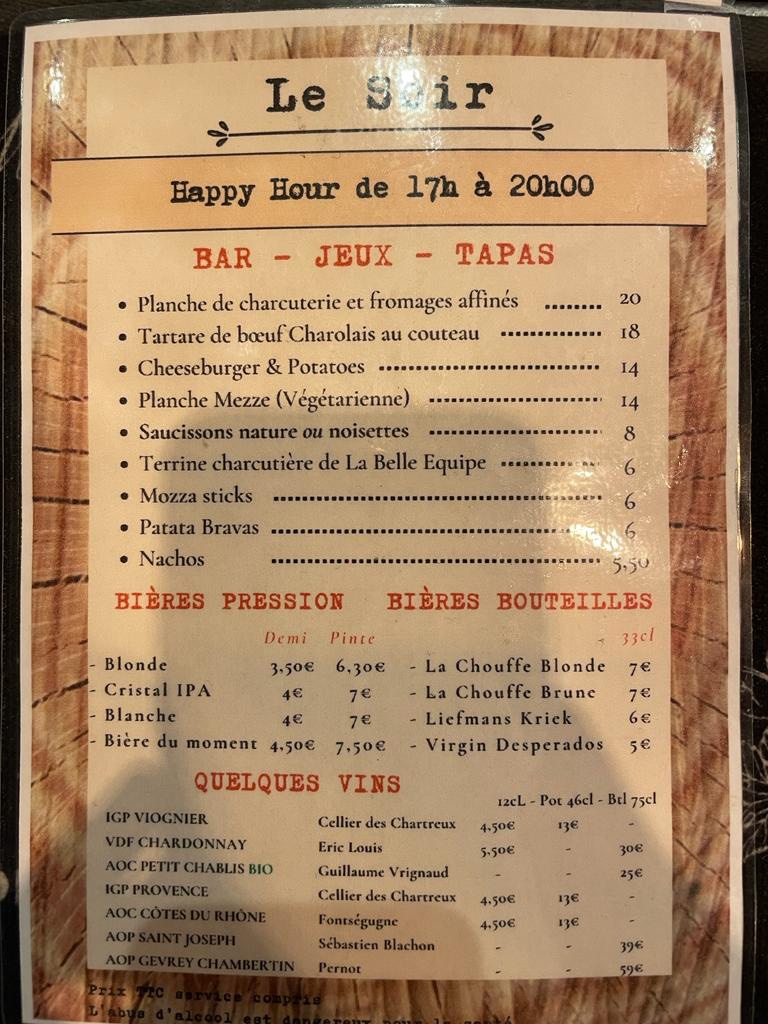 Le Soir
Happy Hour de 17h à 20h00
BAR - JEUX - TAPAS
• Planche de charcuterie et fromages affinés ........ 20
• Tartare de bœuf Charolais au couteau ........ 18
• Cheeseburger & Potatoes ........ 14
• Planche Mezze (Végétarienne) ........ 14
• Saucissons nature ou noisettes ........ 8
• Terrine charcutière de La Belle Equipe ........ 6
• Mozza sticks ........ 6
• Patata Bravas ........ 6
• Nachos ........ 5,50
BIÈRES PRESSION
Demi Pinte
- Blonde 3,50€ 6,30€
- Cristal IPA 4€ 7€
- Blanche 4€ 7€
- Bière du moment 4,50€ 7,50€
BIÈRES BOUTEILLES
33cl
- La Chouffe Blonde 7€
- La Chouffe Brune 7€
- Liefmans Kriek 6€
- Virgin Desperados 5€
QUELQUES VINS
12cL - Pot 46cl - Btl 75cl
IGP VIOGNIER Cellier des Chartreux 4,50€ 13€ -
VDF CHARDONNAY Eric Louis 5,50€ - 30€
AOC PETIT CHABLIS BIO Guillaume Vrignaud - - 25€
IGP PROVENCE Cellier des Chartreux 4,50€ 13€ -
AOC CÔTES DU RHÔNE Fontségugne 4,50€ 13€ -
AOP SAINT JOSEPH Sébastien Blachon - - 39€
AOP GEVREY CHAMBERTIN Pernot - - 59€
Prix TTC service compris
L'abus d'alcool est dangereux pour la santé